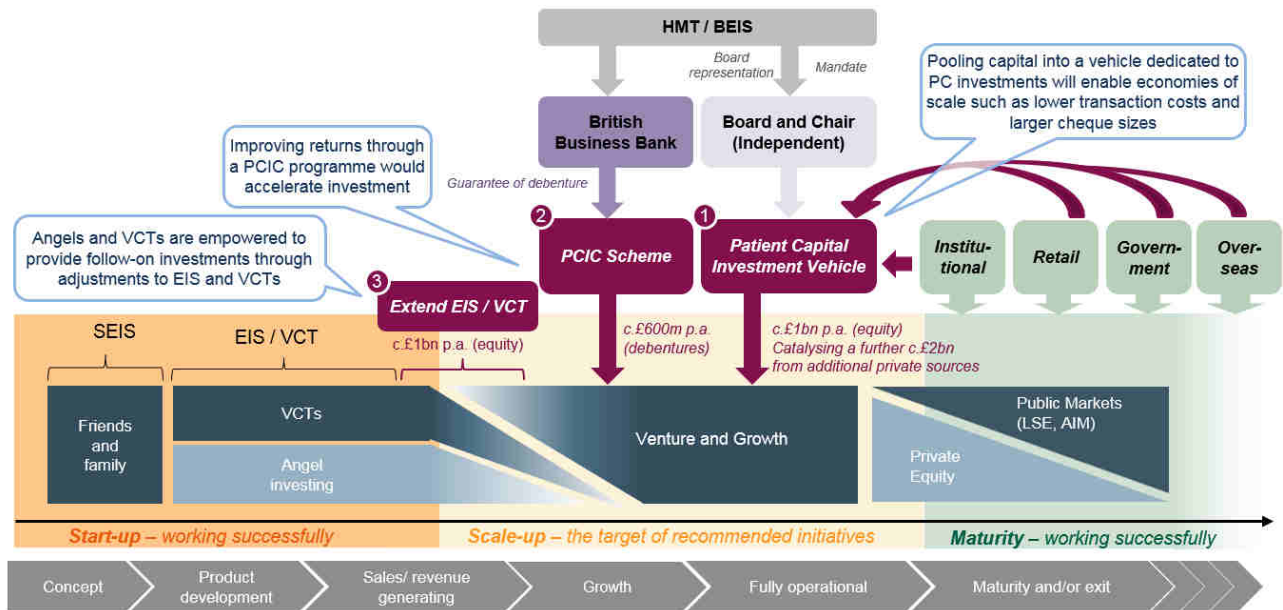 HMT / BEIS
Board
representation
Mandate
Pooling capital into a vehicle dedicated to
PC investments will enable economies of
scale such as lower transaction costs and
larger cheque sizes
British
Business Bank
Board and Chair
(Independent)
Improving returns through
a PCIC programme would
accelerate investment
Guarantee of debenture
Angels and VCTs are empowered to
provide follow-on investments through
adjustments to EIS and VCTs
2
PCIC Scheme
1
Patient Capital
Investment Vehicle
Institu-
tional
Retail
Govern-
ment
Over-
seas
3
Extend EIS / VCT
SEIS
EIS / VCT
c.£1bn p.a. (equity)
c.£600m p.a.
(debentures)
c.£1bn p.a. (equity)
Catalysing a further c.£2bn
from additional private sources
Friends
and
family
VCTs
Angel
investing
Venture and Growth
Public Markets
(LSE, AIM)
Private
Equity
Start-up – working successfully
Scale-up – the target of recommended initiatives
Maturity – working successfully
Concept
Product
development
Sales/ revenue
generating
Growth
Fully operational
Maturity and/or exit